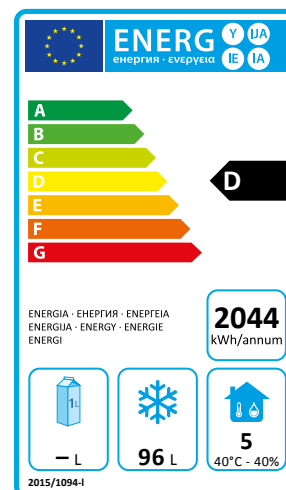 ENERG Y IJA
енергия · ενεργεια IE IA
A
B
C
D
D
E
F
G
ENERGIA · ЕНЕРГИЯ · ΕΝΕΡΓΕΙΑ
ENERGIJA · ENERGY · ENERGIE
ENERGI
2044
kWh/annum
1L
– L
96 L
5
40°C - 40%
2015/1094-I